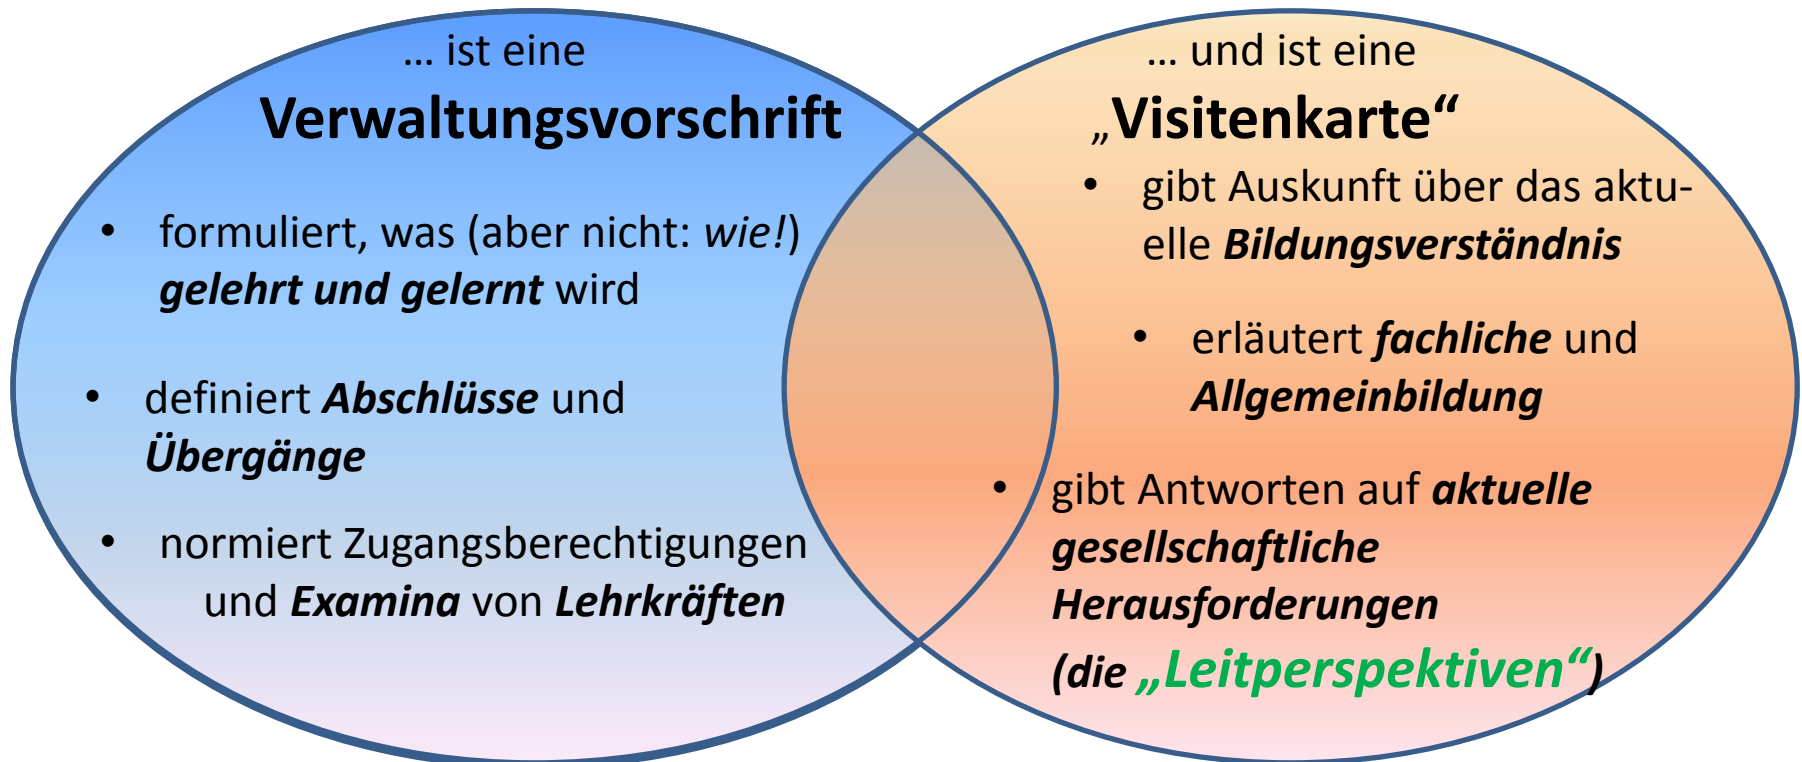 ... ist eine
Verwaltungsvorschrift
• formuliert, was (aber nicht: wie!)
gelehrt und gelernt wird
• definiert Abschlüsse und
Übergänge
• normiert Zugangsberechtigungen
und Examina von Lehrkräften
... und ist eine
„Visitenkarte“
• gibt Auskunft über das aktu-
elle Bildungsverständnis
• erläutert fachliche und
Allgemeinbildung
• gibt Antworten auf aktuelle
gesellschaftliche
Herausforderungen
(die „Leitperspektiven“)